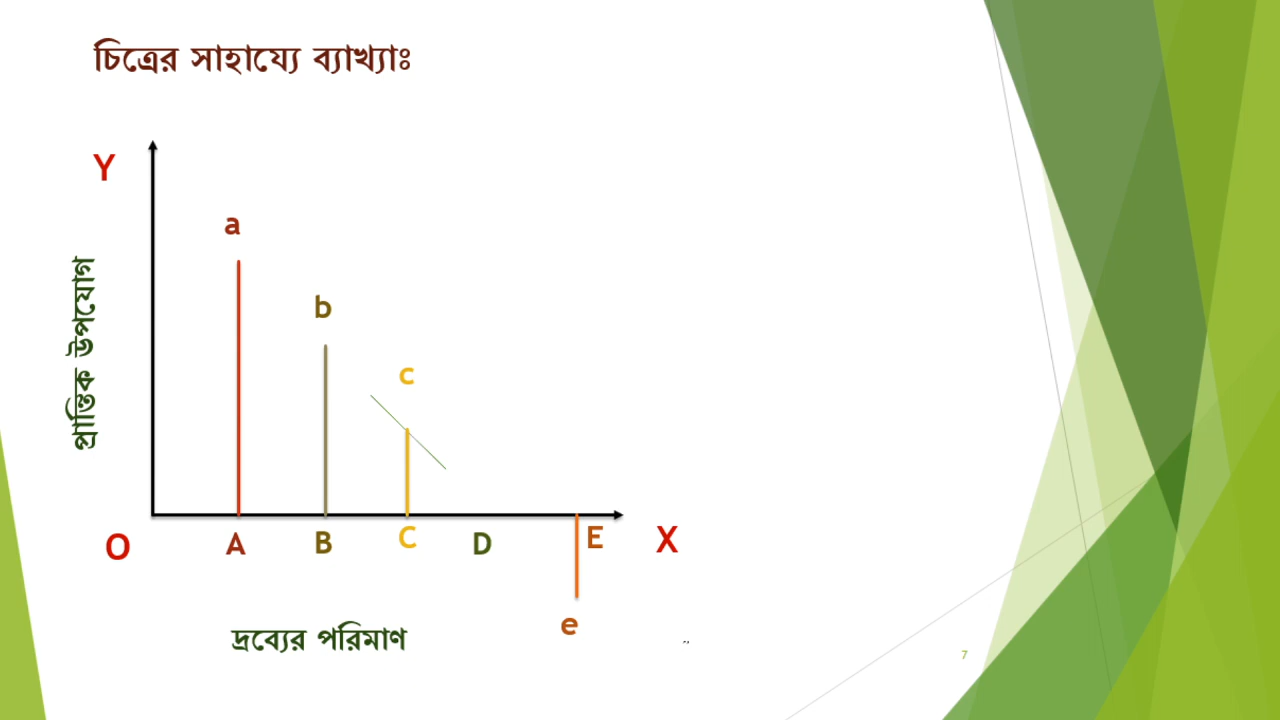 চিত্রের সাহায্যে ব্যাখ্যাঃ
Y
a
b
c
প্রান্তিক উপযোগ
O
A
B
C
D
E
X
e
দ্রব্যের পরিমাণ
7